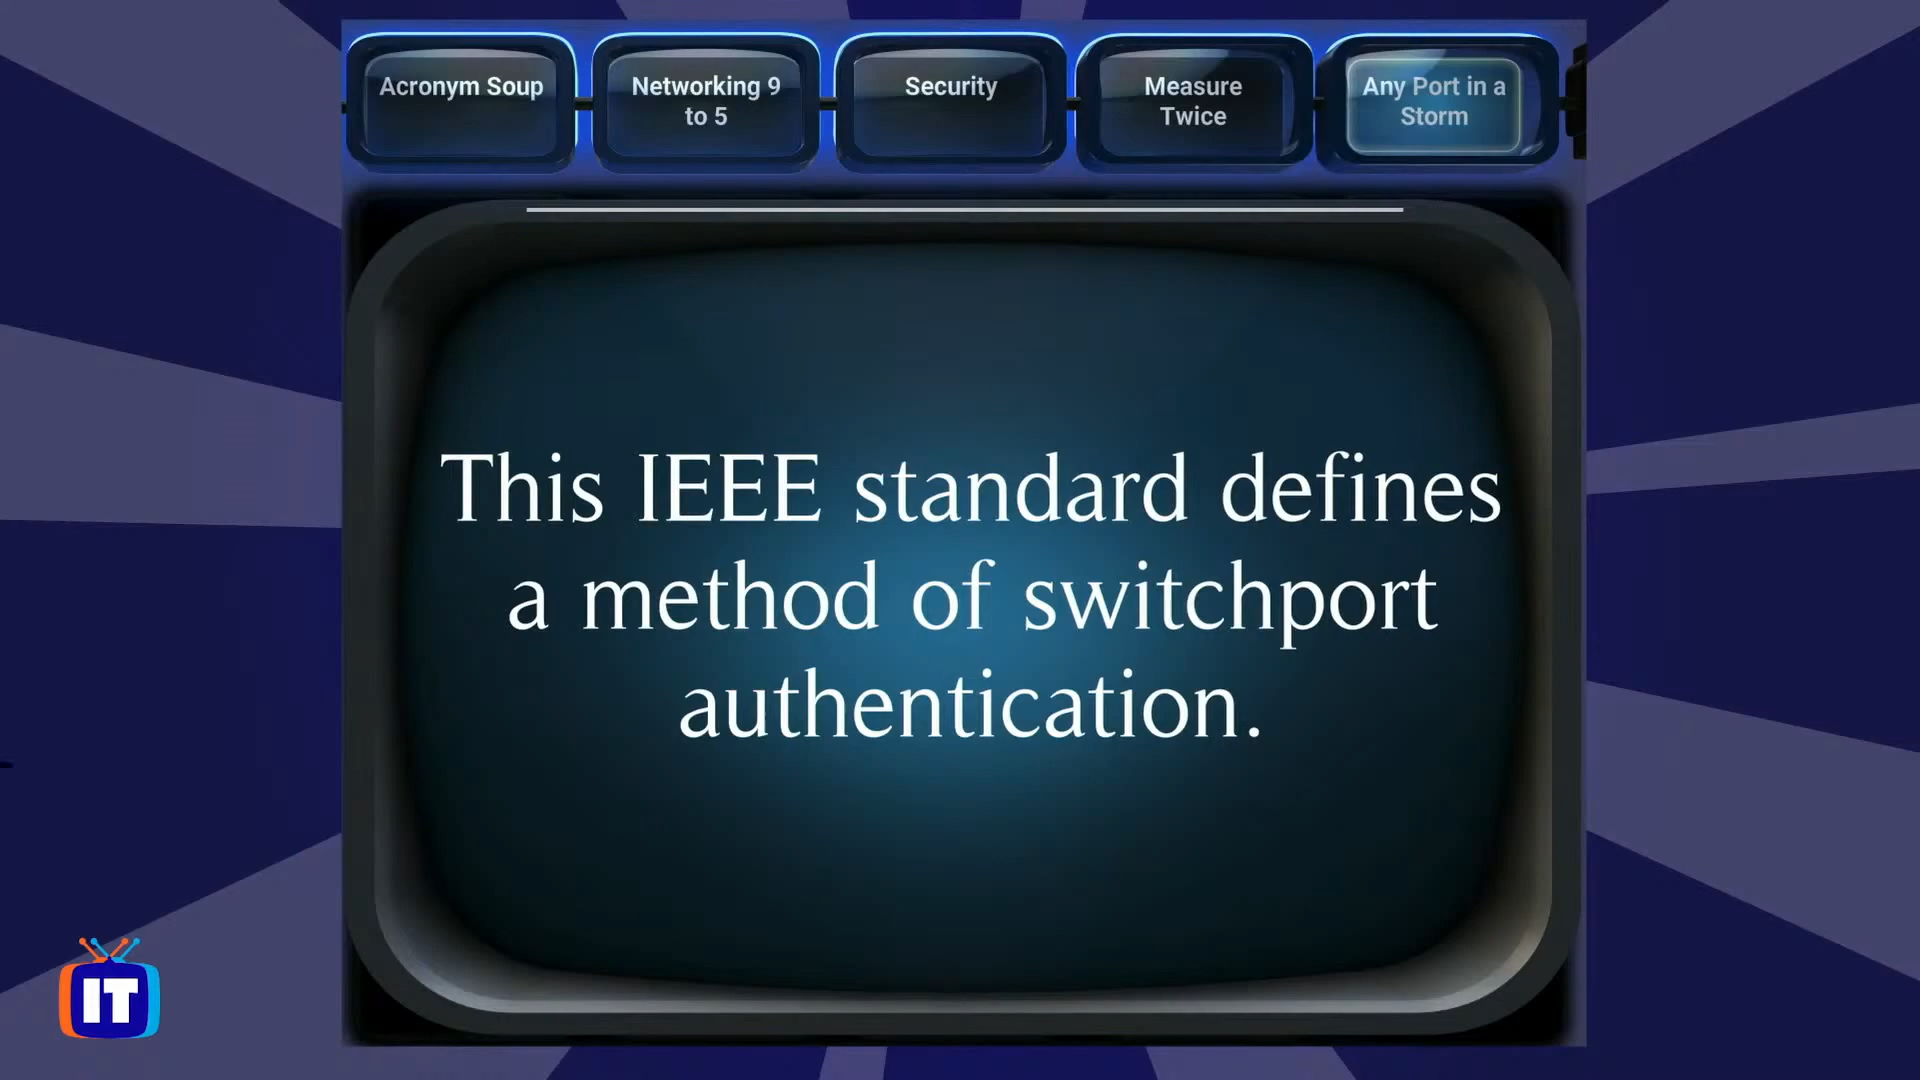 Acronym Soup
Networking 9
to 5
Security
Measure
Twice
Any Port in a
Storm
This IEEE standard defines
a method of switchport
authentication.
IT